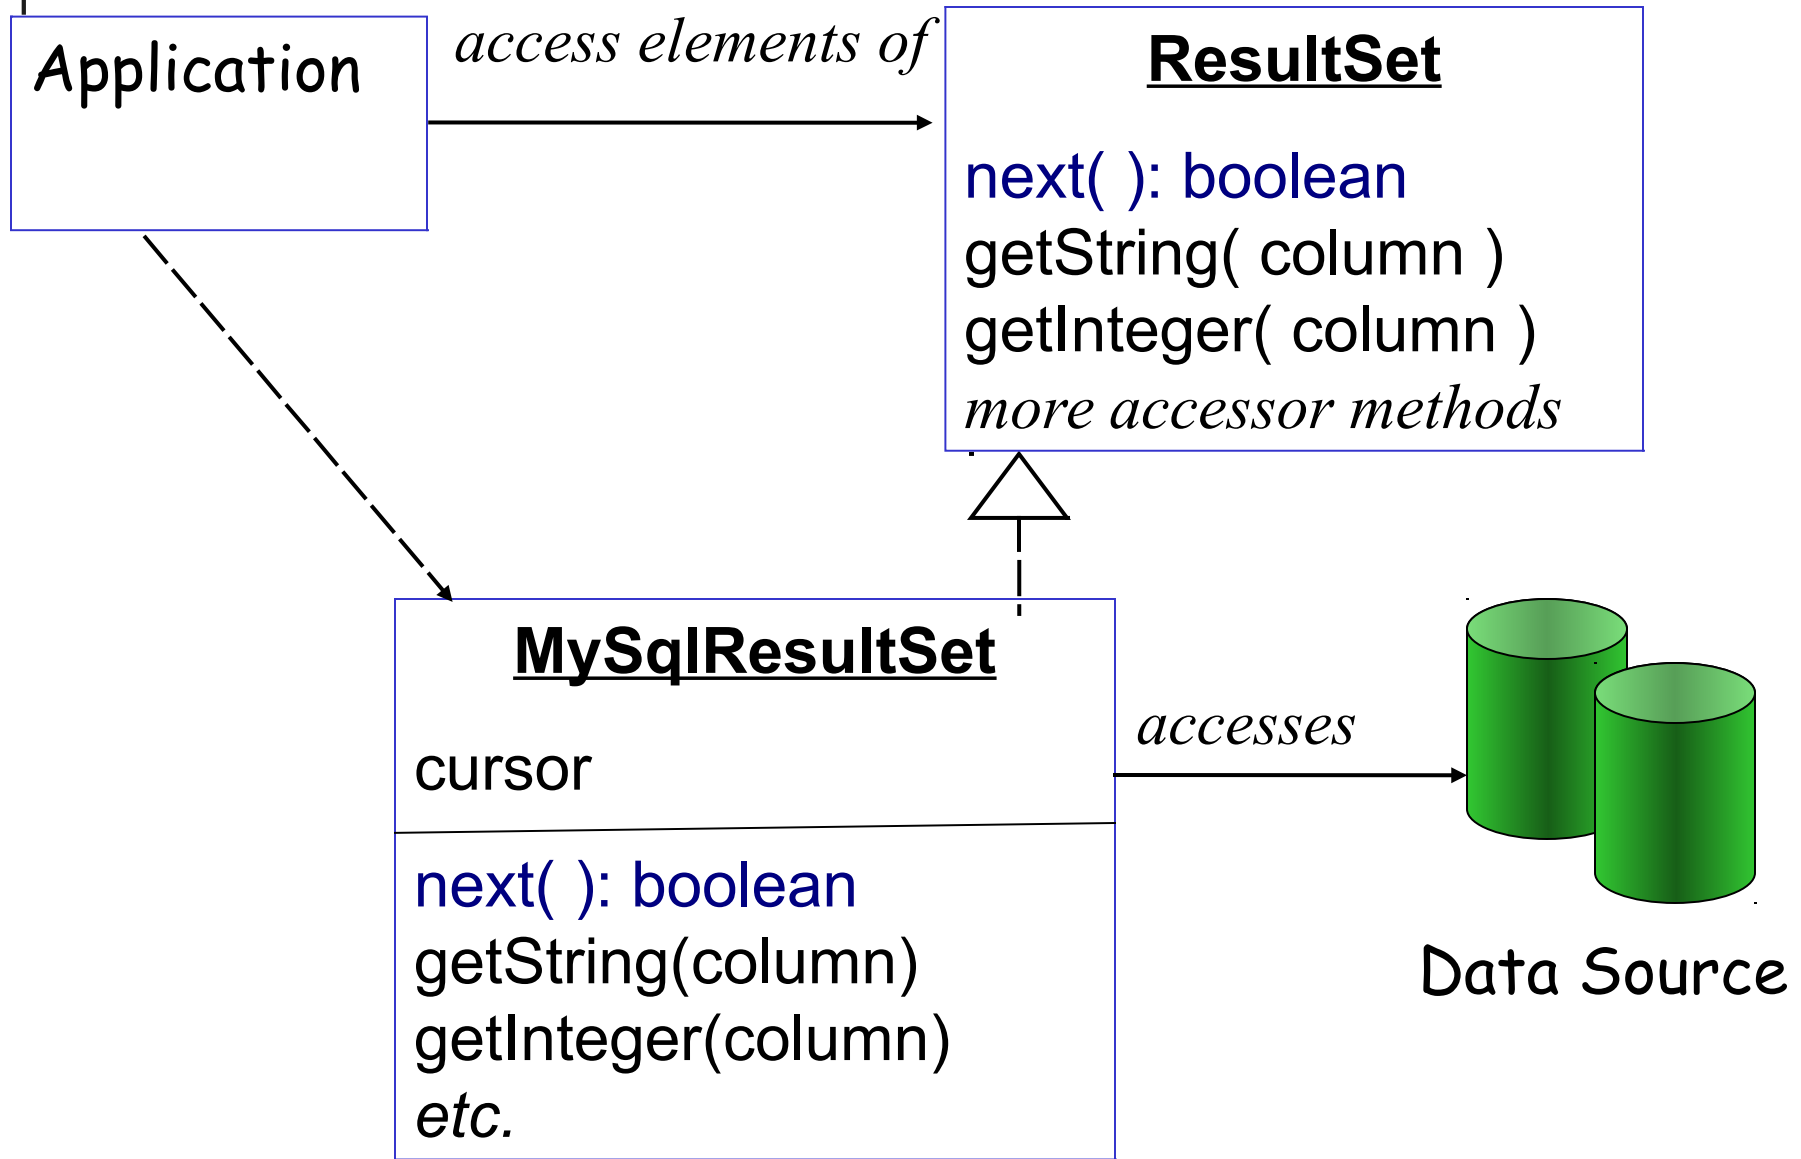 Application
access elements of
ResultSet
next( ): boolean
getString( column )
getInteger( column )
more accessor methods
MySqlResultSet
cursor
next( ): boolean
getString(column)
getInteger(column)
etc.
accesses
Data Source